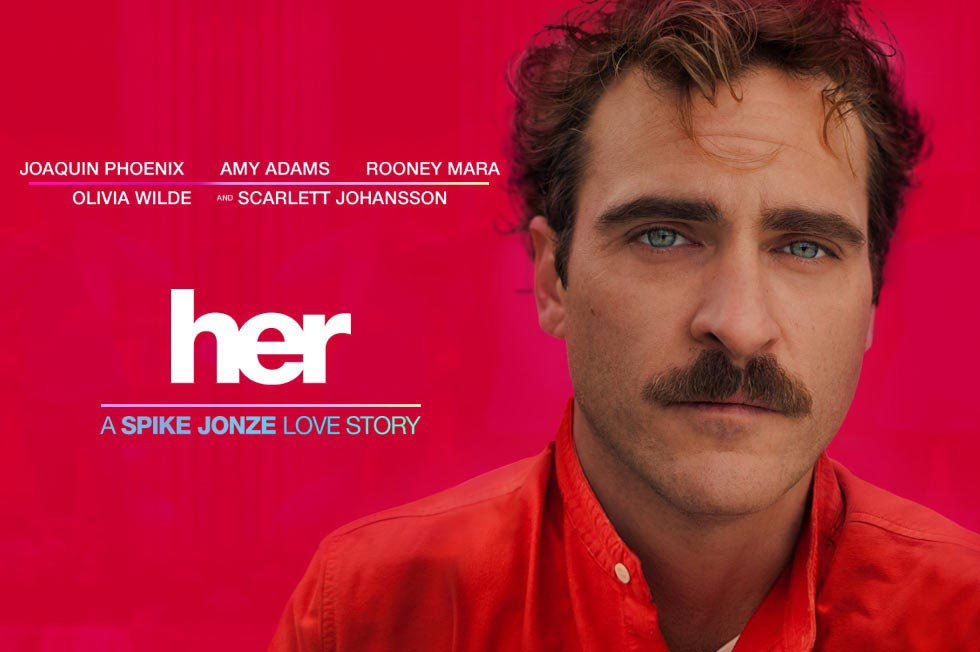 JOAQUIN PHOENIX AMY ADAMS ROONEY MARA
OLIVIA WILDE AND SCARLETT JOHANSSON
her
A SPIKE JONZE LOVE STORY